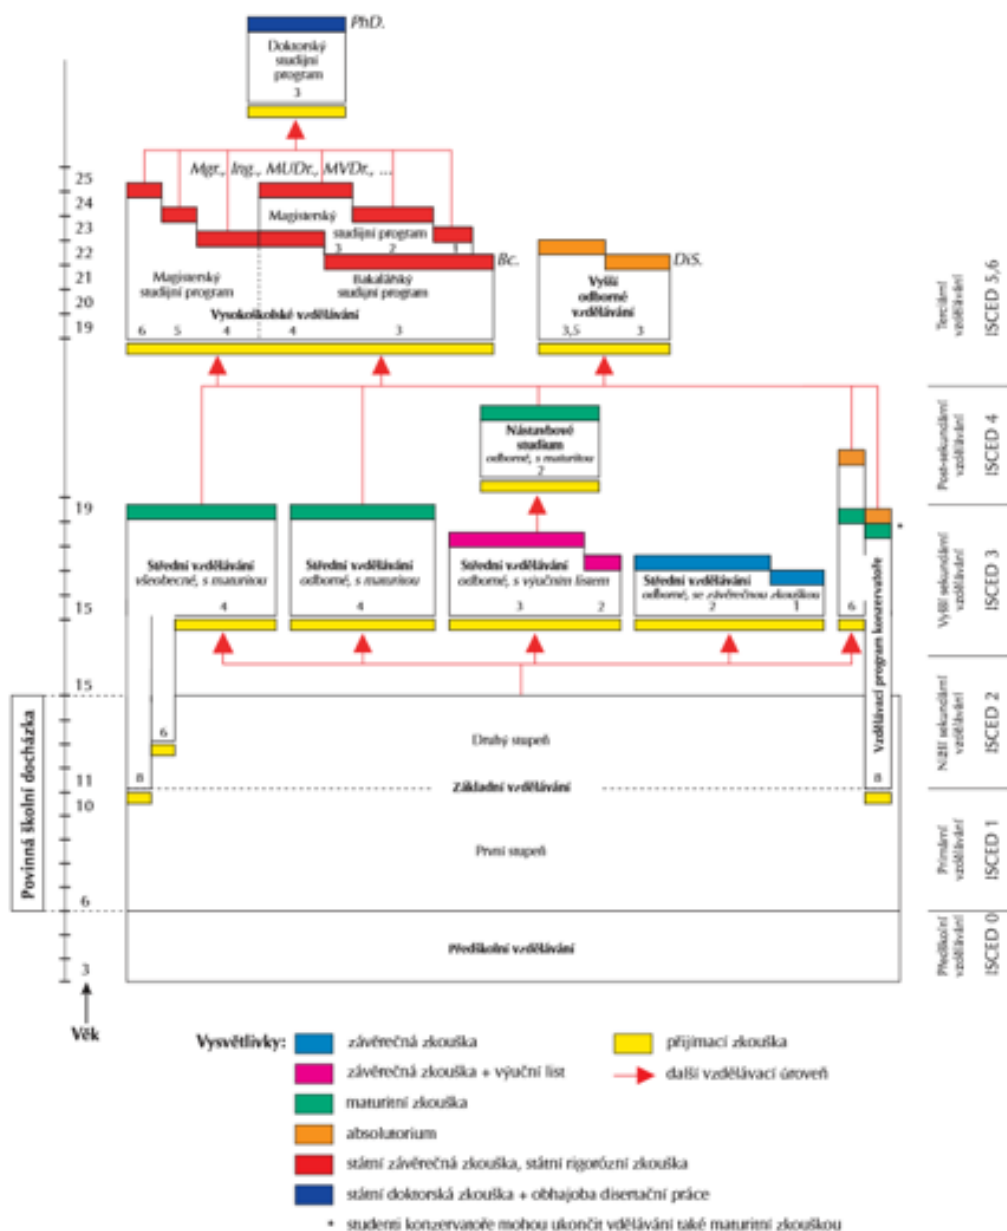 PhD.
Doktorský
studijní
program
3
Mgr., Ing., MUDr., MVDr., ...
25
24
23
22
21
20
19
Magisterský
studijní program
3
2
1
Bc.
Magisterský
studijní program
Bakalářský
studijní program
Vysokoškolské vzdělávání
6
5
4
4
3
Vyšší
odborné
vzdělávání
3,5
3
DiS.
Terciární
vzdělávání
ISCED 5,6
Nástavbové
studium
odborné, s maturitou
2
Post-sekundární
vzdělávání
ISCED 4
19
15
Střední vzdělávání
všeobecné, s maturitou
4
Střední vzdělávání
odborné, s maturitou
4
Střední vzdělávání
odborné, s výučním listem
3
2
Střední vzdělávání
odborné, se závěrečnou zkouškou
2
1
6
*
Vzdělávací program konzervatoře
8
Vyšší sekundární
vzdělávání
ISCED 3
15
11
10
6
3
Povinná školní docházka
6
8
Druhý stupeň
Základní vzdělávání
První stupeň
Předškolní vzdělávání
Nižší sekundární
vzdělávání
ISCED 2
Primární
vzdělávání
ISCED 1
Předškolní
vzdělávání
ISCED 0
Věk
Vysvětlivky:
závěrečná zkouška
závěrečná zkouška + výuční list
maturitní zkouška
absolutorium
státní závěrečná zkouška, státní rigorózní zkouška
státní doktorská zkouška + obhajoba disertační práce
* studenti konzervatoře mohou ukončit vdělávání také maturitní zkouškou
přijímací zkouška
další vzdělávací úroveň